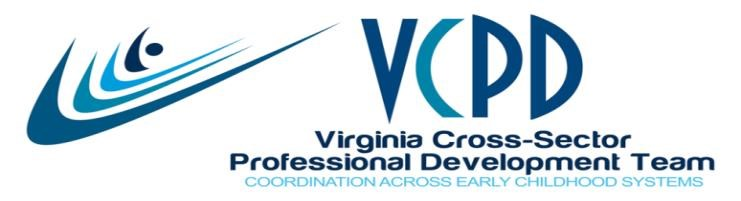 VCPD
Virginia Cross-Sector
Professional Development Team
COORDINATION ACROSS EARLY CHILDHOOD SYSTEMS